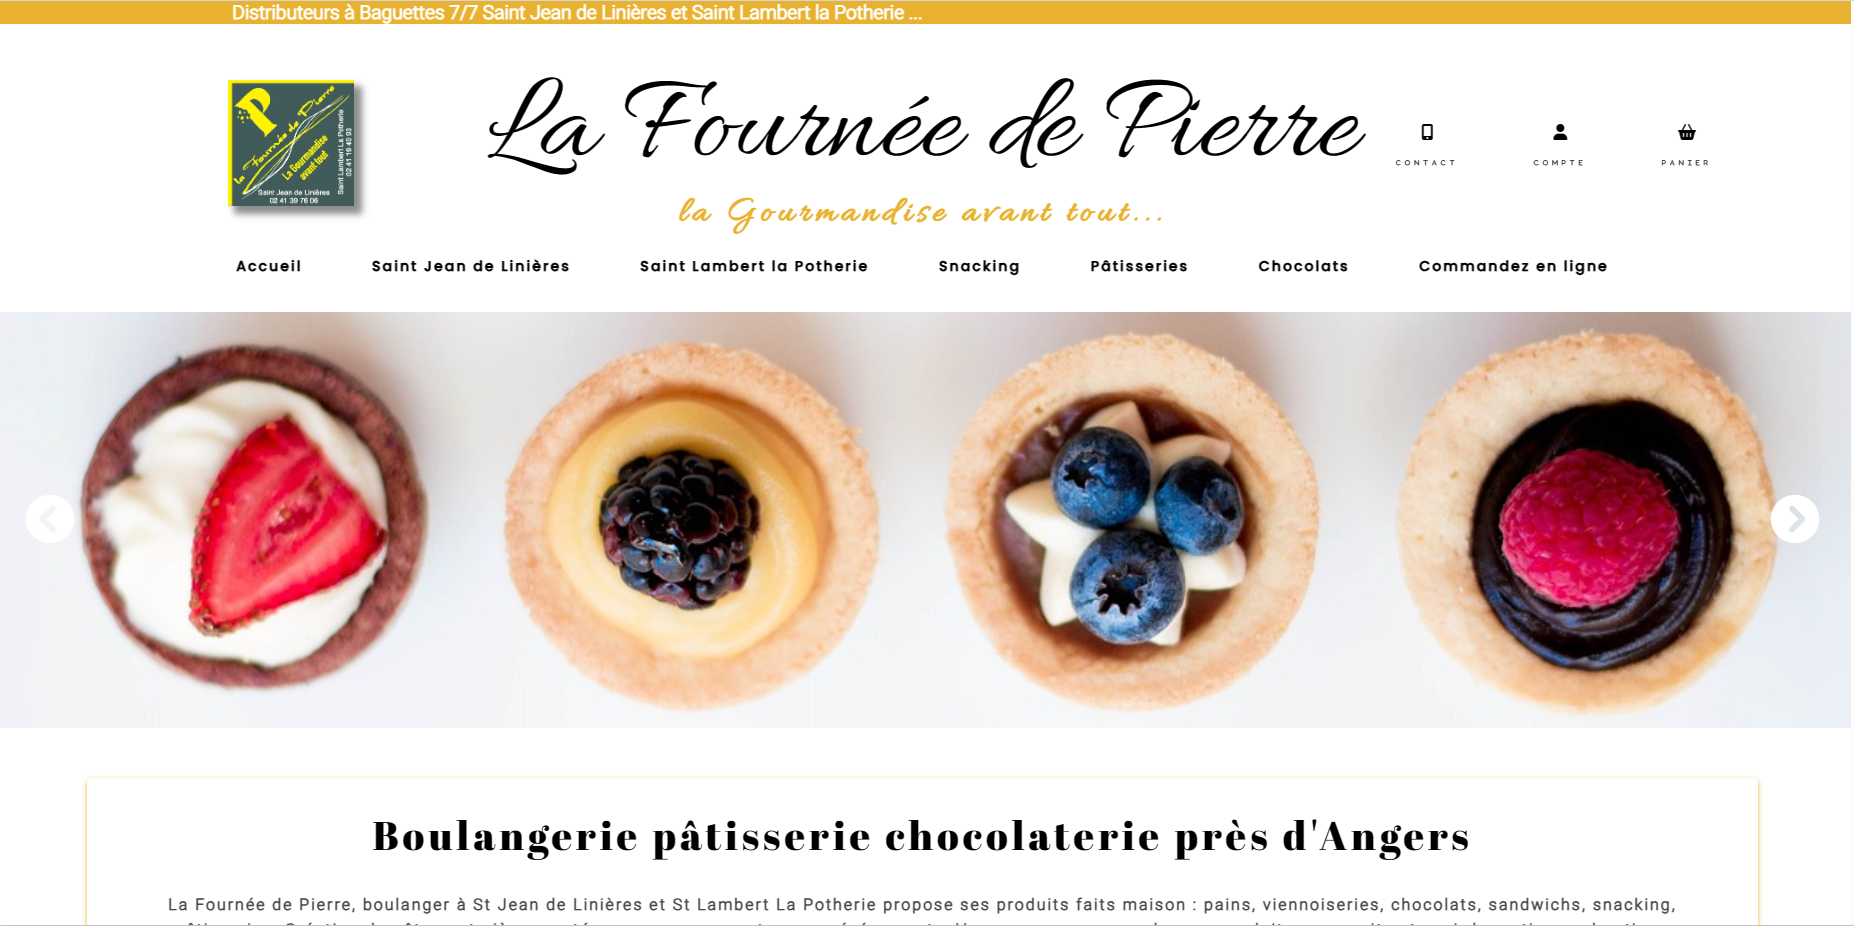 Distributeurs à Baguettes 7/7 Saint Jean de Linières et Saint Lambert la Potherie ...
P
La Fournée de Pierre
La Gourmandise
avant tout
Saint Lambert La Potherie
02 41 19 40 93
Saint Jean de Linières
02 41 39 76 06
La Fournée de Pierre
la Gourmandise avant tout...
CONTACT
COMPTE
PANIER
Accueil
Saint Jean de Linières
Saint Lambert la Potherie
Snacking
Pâtisseries
Chocolats
Commandez en ligne
Boulangerie pâtisserie chocolaterie près d'Angers
La Fournée de Pierre, boulanger à St Jean de Linières et St Lambert La Potherie propose ses produits faits maison : pains, viennoiseries, chocolats, sandwichs, snacking,